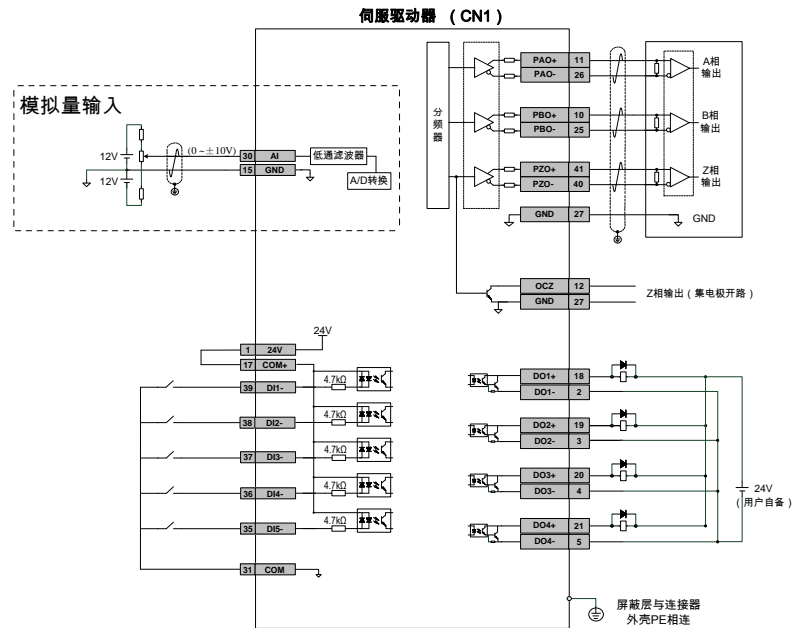 伺服驱动器 （CN1）
模拟量输入
12V
12V
(0~±10V)
30 AI
15 GND
低通滤波器
A/D转换
分频器
PAO+ 11
PAO- 26
A相
输出
PBO+ 10
PBO- 25
B相
输出
PZO+ 41
PZO- 40
Z相
输出
GND 27
GND
OCZ 12
GND 27
Z相输出（集电极开路）
24V
1 24V
17 COM+
39 DI1-
4.7kΩ
38 DI2-
4.7kΩ
37 DI3-
4.7kΩ
36 DI4-
4.7kΩ
35 DI5-
4.7kΩ
31 COM
DO1+ 18
DO1- 2
DO2+ 19
DO2- 3
DO3+ 20
DO3- 4
DO4+ 21
DO4- 5
24V
（用户自备）
屏蔽层与连接器
外壳PE相连